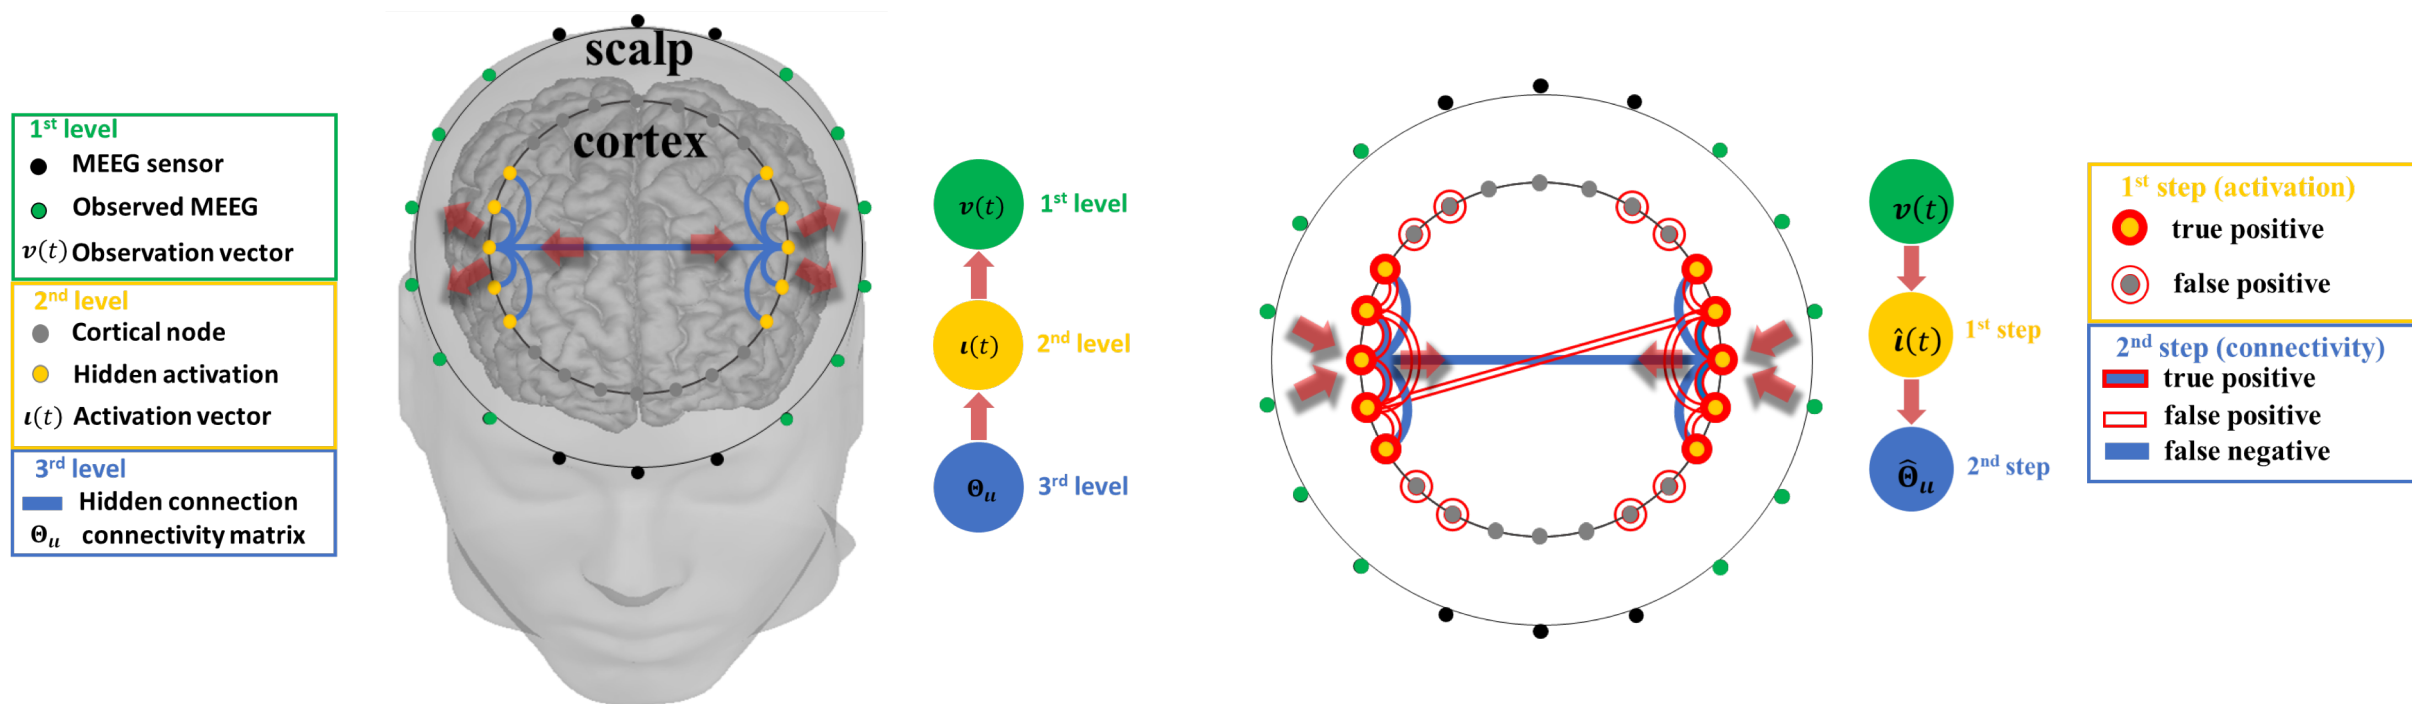 1st level
MEEG sensor
Observed MEEG
v(t) Observation vector
2nd level
Cortical node
Hidden activation
ι(t) Activation vector
3rd level
Hidden connection
Θu connectivity matrix
scalp
cortex
v(t) 1st level
ι(t) 2nd level
Θu 3rd level
v(t)
ι̂(t) 1st step
Θ̂u 2nd step
1st step (activation)
true positive
false positive
2nd step (connectivity)
true positive
false positive
false negative